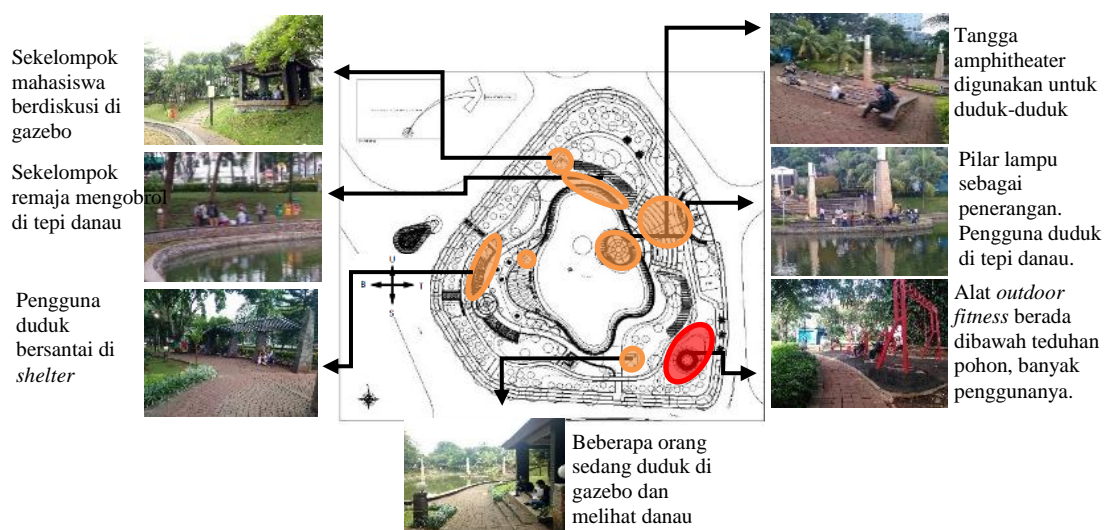 Sekelompok
mahasiswa
berdiskusi di
gazebo
Sekelompok
remaja mengobrol
di tepi danau
Pengguna
duduk
bersantai di
shelter
U
B
T
S
Tangga
amphitheater
digunakan untuk
duduk-duduk
Pilar lampu
sebagai
penerangan.
Pengguna duduk
di tepi danau.
Alat outdoor
fitness berada
dibawah teduhan
pohon, banyak
penggunanya.
Beberapa orang
sedang duduk di
gazebo dan
melihat danau